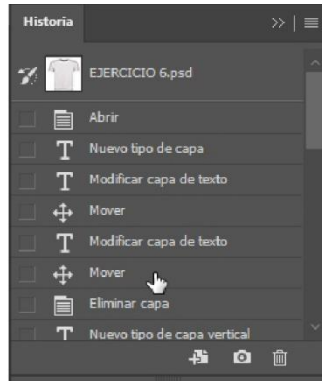 Historia
EJERCICIO 6.psd
Abrir
Nuevo tipo de capa
Modificar capa de texto
Mover
Modificar capa de texto
Mover
Eliminar capa
Nuevo tipo de capa vertical